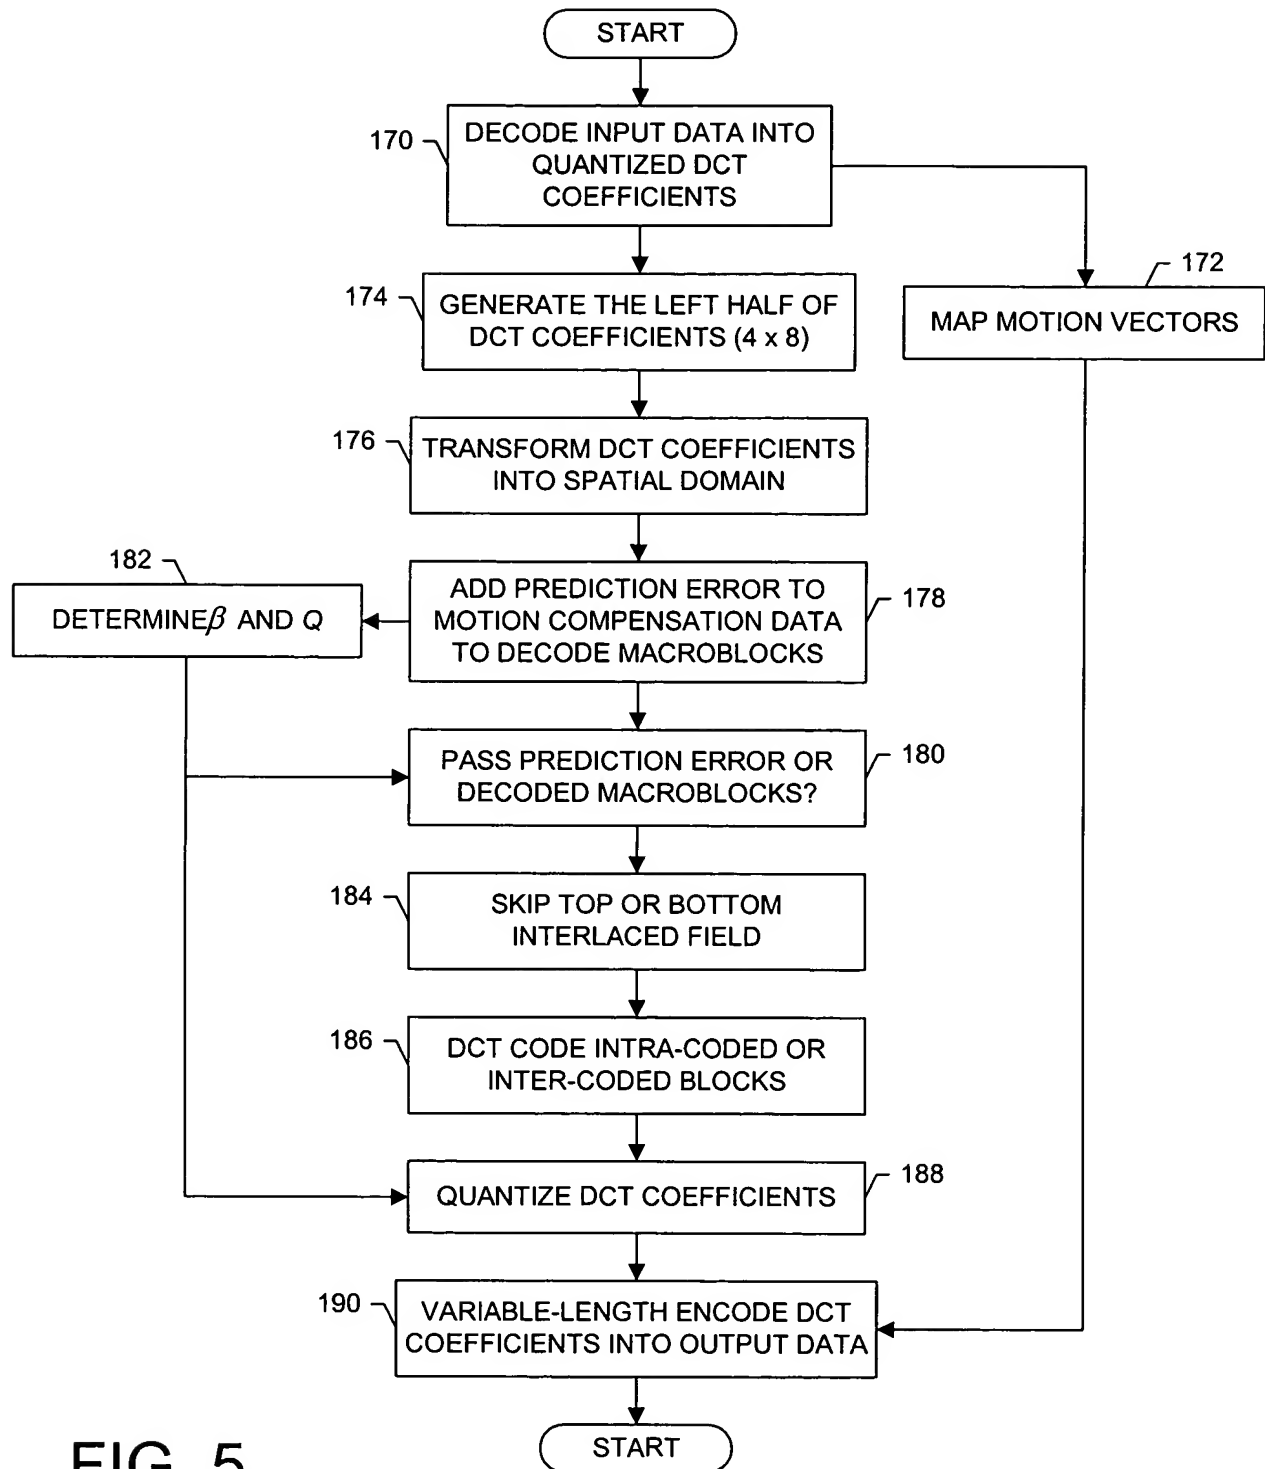 START
170
DECODE INPUT DATA INTO
QUANTIZED DCT
COEFFICIENTS
172
MAP MOTION VECTORS
174
GENERATE THE LEFT HALF OF
DCT COEFFICIENTS (4 x 8)
176
TRANSFORM DCT COEFFICIENTS
INTO SPATIAL DOMAIN
182
DETERMINE β AND Q
178
ADD PREDICTION ERROR TO
MOTION COMPENSATION DATA
TO DECODE MACROBLOCKS
180
PASS PREDICTION ERROR OR
DECODED MACROBLOCKS?
184
SKIP TOP OR BOTTOM
INTERLACED FIELD
186
DCT CODE INTRA-CODED OR
INTER-CODED BLOCKS
188
QUANTIZE DCT COEFFICIENTS
190
VARIABLE-LENGTH ENCODE DCT
COEFFICIENTS INTO OUTPUT DATA
START
FIG. 5